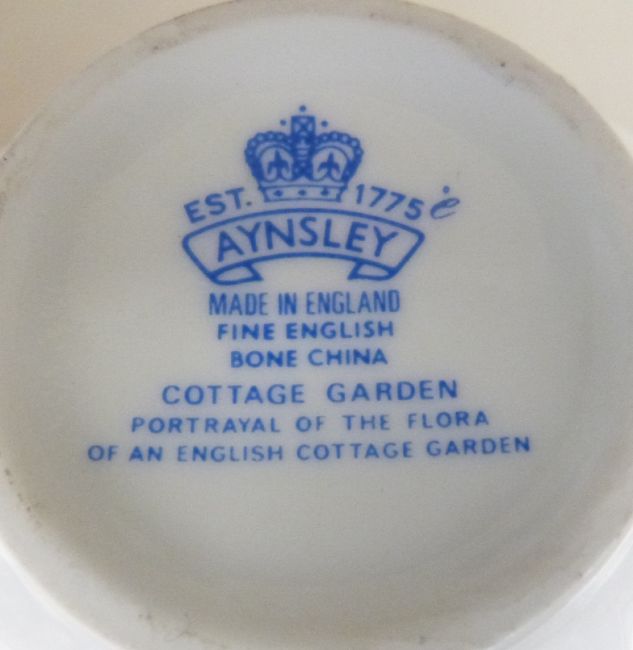 EST. 1775 è
AYNSLEY
MADE IN ENGLAND
FINE ENGLISH
BONE CHINA
COTTAGE GARDEN
PORTRAYAL OF THE FLORA
OF AN ENGLISH COTTAGE GARDEN